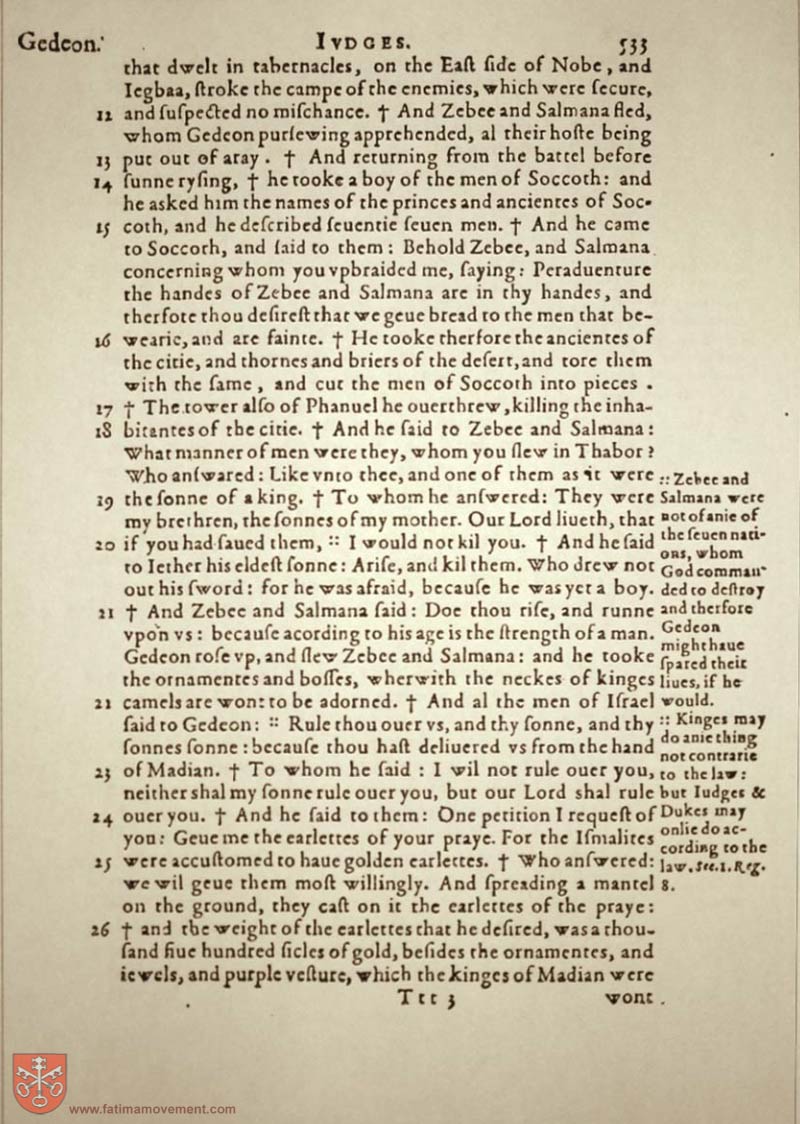 Gedeon.
IVDGES.
533
that dwelt in tabernacles, on the Eaſt ſide of Nobe, and
Iegbaa, ſtroke the campe of the enemies, which were ſecure,
12 and ſuſpected no miſchance. † And Zebee and Salmana fled,
whom Gedeon purſewing apprehended, al their hoſte being
13 put out of aray. † And returning from the battel before
14 ſunne ryſing, † he tooke a boy of the men of Soccoth: and
he asked him the names of the princes and ancientes of Soc-
15 coth, and he deſcribed ſeuentie ſeuen men. † And he came
to Soccoth, and ſaid to them: Behold Zebee, and Salmana
concerning whom you vpbraided me, ſaying: Peraduenture
the handes of Zebee and Salmana are in thy handes, and
therfore thou deſireſt that we geue bread to the men that be-
16 wearie, and are fainte. † He tooke therfore the ancientes of
the citie, and thornes and briers of the deſert, and tore them
with the ſame, and cut the men of Soccoth into pieces.
17 † The tower alſo of Phanuel he ouerthrew, killing the inha-
18 bitantes of the citie. † And he ſaid to Zebee and Salmana:
What manner of men were they, whom you ſlew in Thabor?
Who anſwared: Like vnto thee, and one of them as it were
19 the ſonne of a king. † To whom he anſwered: They were
my brethren, the ſonnes of my mother. Our Lord liueth, that
20 if you had ſaued them, :: I would not kil you. † And he ſaid
to Iether his eldeſt ſonne: Ariſe, and kil them. Who drew not
out his ſword: for he was afraid, becauſe he was yet a boy.
21 † And Zebee and Salmana ſaid: Doe thou riſe, and runne
vpon vs: becauſe acording to his age is the ſtrength of a man.
Gedeon roſe vp, and ſlew Zebee and Salmana: and he tooke
the ornamentes and boſſes, wherwith the neckes of kinges
21 camels are wont to be adorned. † And al the men of Iſrael
ſaid to Gedeon: :: Rule thou ouer vs, and thy ſonne, and thy
ſonnes ſonne: becauſe thou haſt deliuered vs from the hand
23 of Madian. † To whom he ſaid: I wil not rule ouer you,
neither shal my ſonne rule ouer you, but our Lord shal rule
24 ouer you. † And he ſaid to them: One petition I requeſt of
you: Geue me the earlettes of your praye. For the Iſmalites
25 were accuſtomed to haue golden earlettes. † Who anſwered:
we wil geue them moſt willingly. And ſpreading a mantel
on the ground, they caſt on it the earlettes of the praye:
26 † and the weight of the earlettes that he deſired, was a thou-
ſand fiue hundred ſicles of gold, beſides the ornamentes, and
iewels, and purple veſture, which the kinges of Madian were
Ttt 3
wont
:: Zebee and
Salmana were
not of anie of
the ſeuen nati-
ons, whom
God comman-
ded to deſtroy
and therfore
Gedeon
might haue
ſpared their
liues, if he
would.
:: Kinges may
do anie thing
not contrarie
to the law:
but Iudges &
Dukes may
onlie do ac-
cording to the
law. See. 1. Reg.
8.
www.fatimamovement.com